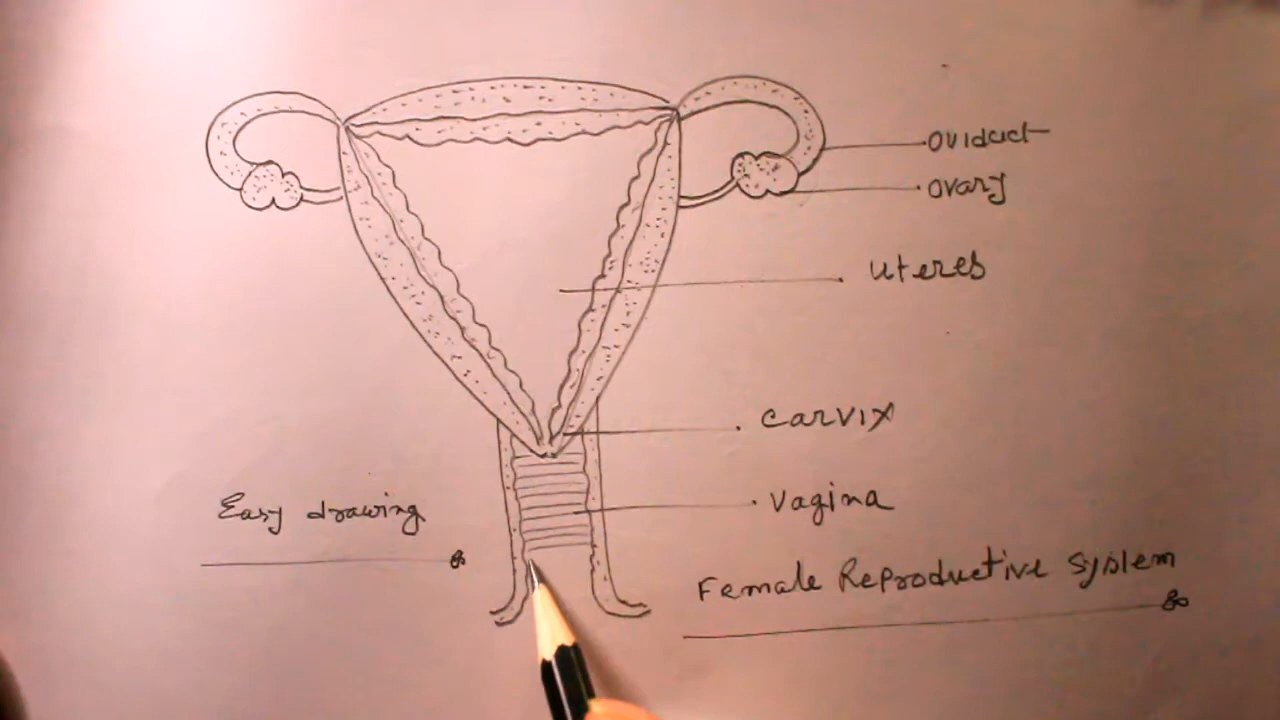 oviduct
ovary
uteres
carvix
vagina
Easy drawing
Female Reproductive System